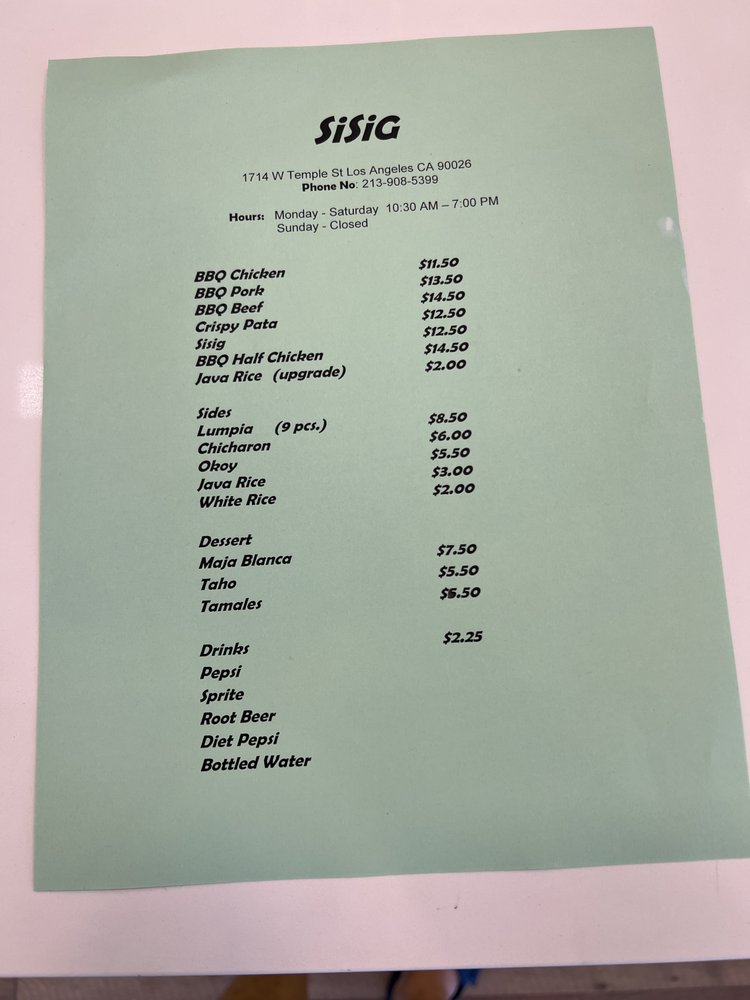 SiSiG
1714 W Temple St Los Angeles CA 90026
Phone No: 213-908-5399
Hours: Monday - Saturday 10:30 AM – 7:00 PM
Sunday - Closed
BBQ Chicken $11.50
BBQ Pork $13.50
BBQ Beef $14.50
Crispy Pata $12.50
Sisig $12.50
BBQ Half Chicken $14.50
Java Rice (upgrade) $2.00
Sides
Lumpia (9 pcs.) $8.50
Chicharon $6.00
Okoy $5.50
Java Rice $3.00
White Rice $2.00
Dessert
Maja Blanca $7.50
Taho $5.50
Tamales
Drinks $2.25
Pepsi
Sprite
Root Beer
Diet Pepsi
Bottled Water